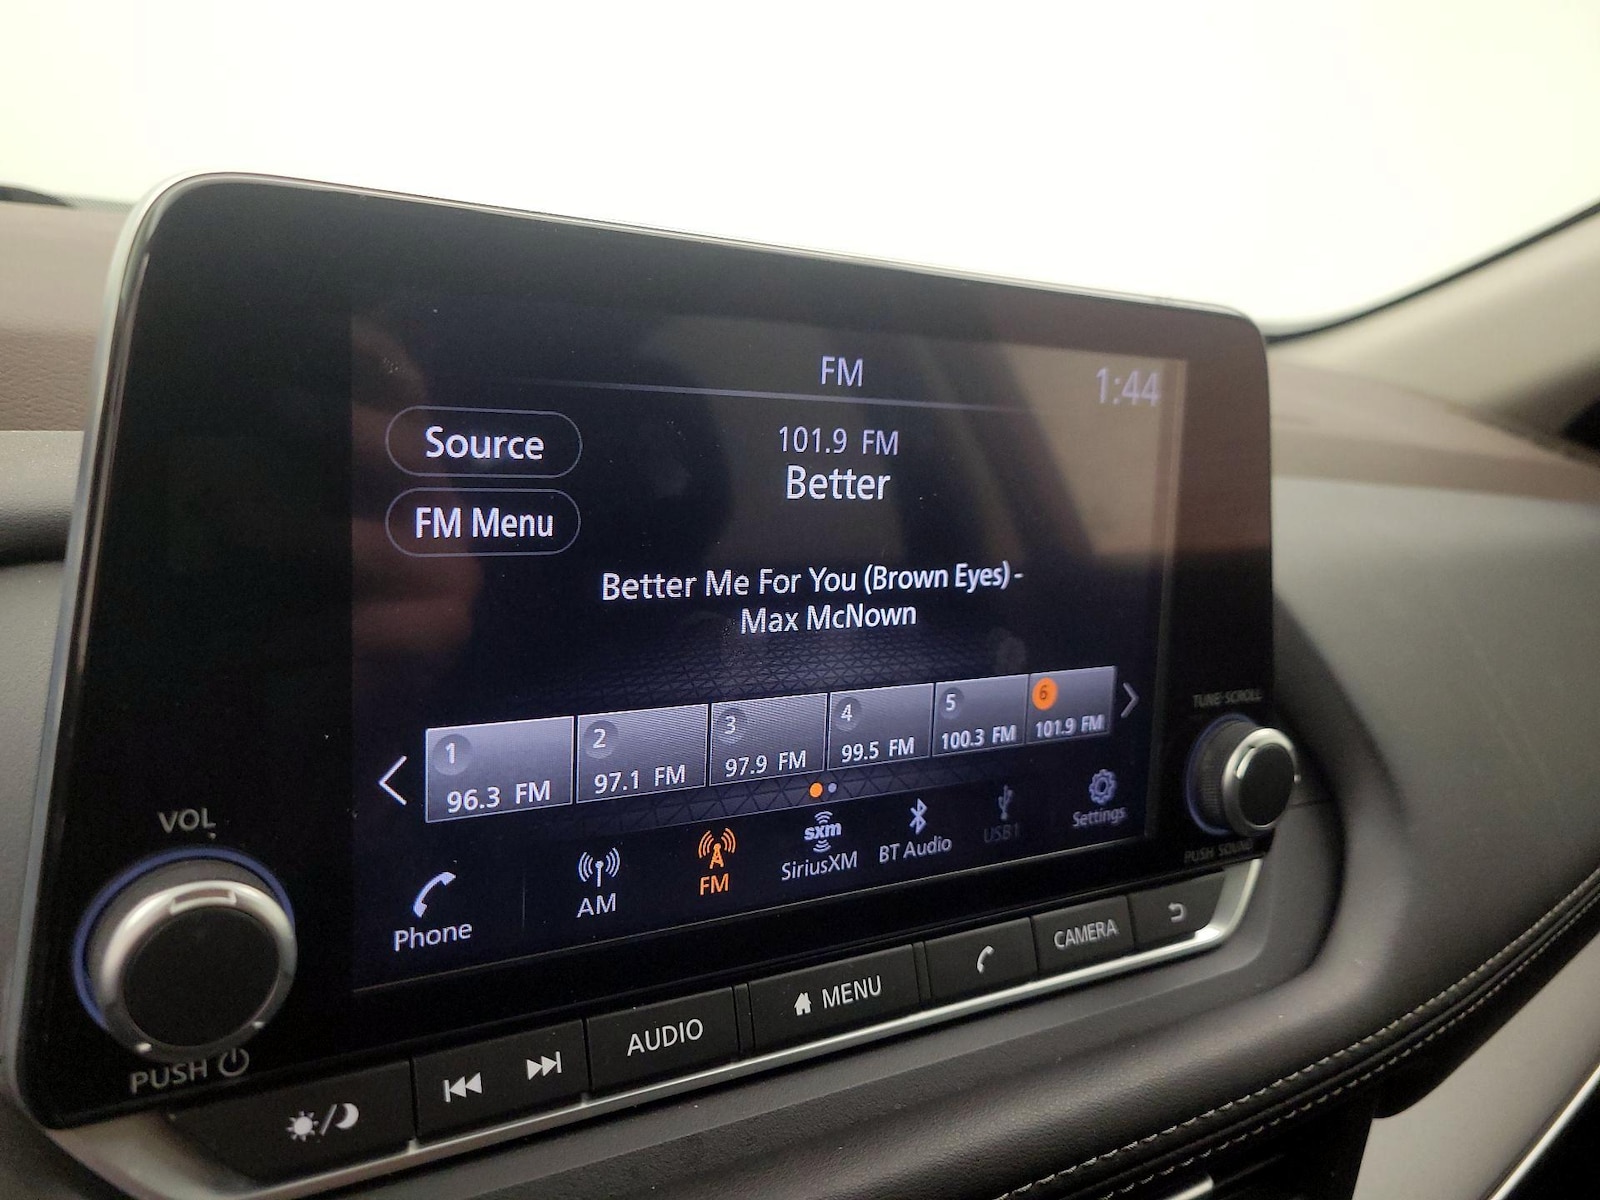 FM
1:44
Source
101.9 FM
Better
FM Menu
Better Me For You (Brown Eyes) -
Max McNown
1
96.3 FM
2
97.1 FM
3
97.9 FM
4
99.5 FM
5
100.3 FM
6
101.9 FM
Phone
AM
FM
sxm
SiriusXM
BT Audio
USB1
Settings
VOL
PUSH
TUNE·SCROLL
PUSH SOUND
AUDIO
MENU
CAMERA